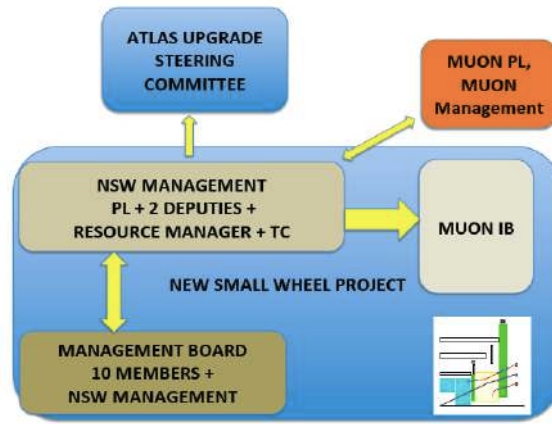 ATLAS UPGRADE
STEERING
COMMITTEE
MUON PL,
MUON
Management
NSW MANAGEMENT
PL + 2 DEPUTIES +
RESOURCE MANAGER + TC
MUON IB
NEW SMALL WHEEL PROJECT
MANAGEMENT BOARD
10 MEMBERS +
NSW MANAGEMENT